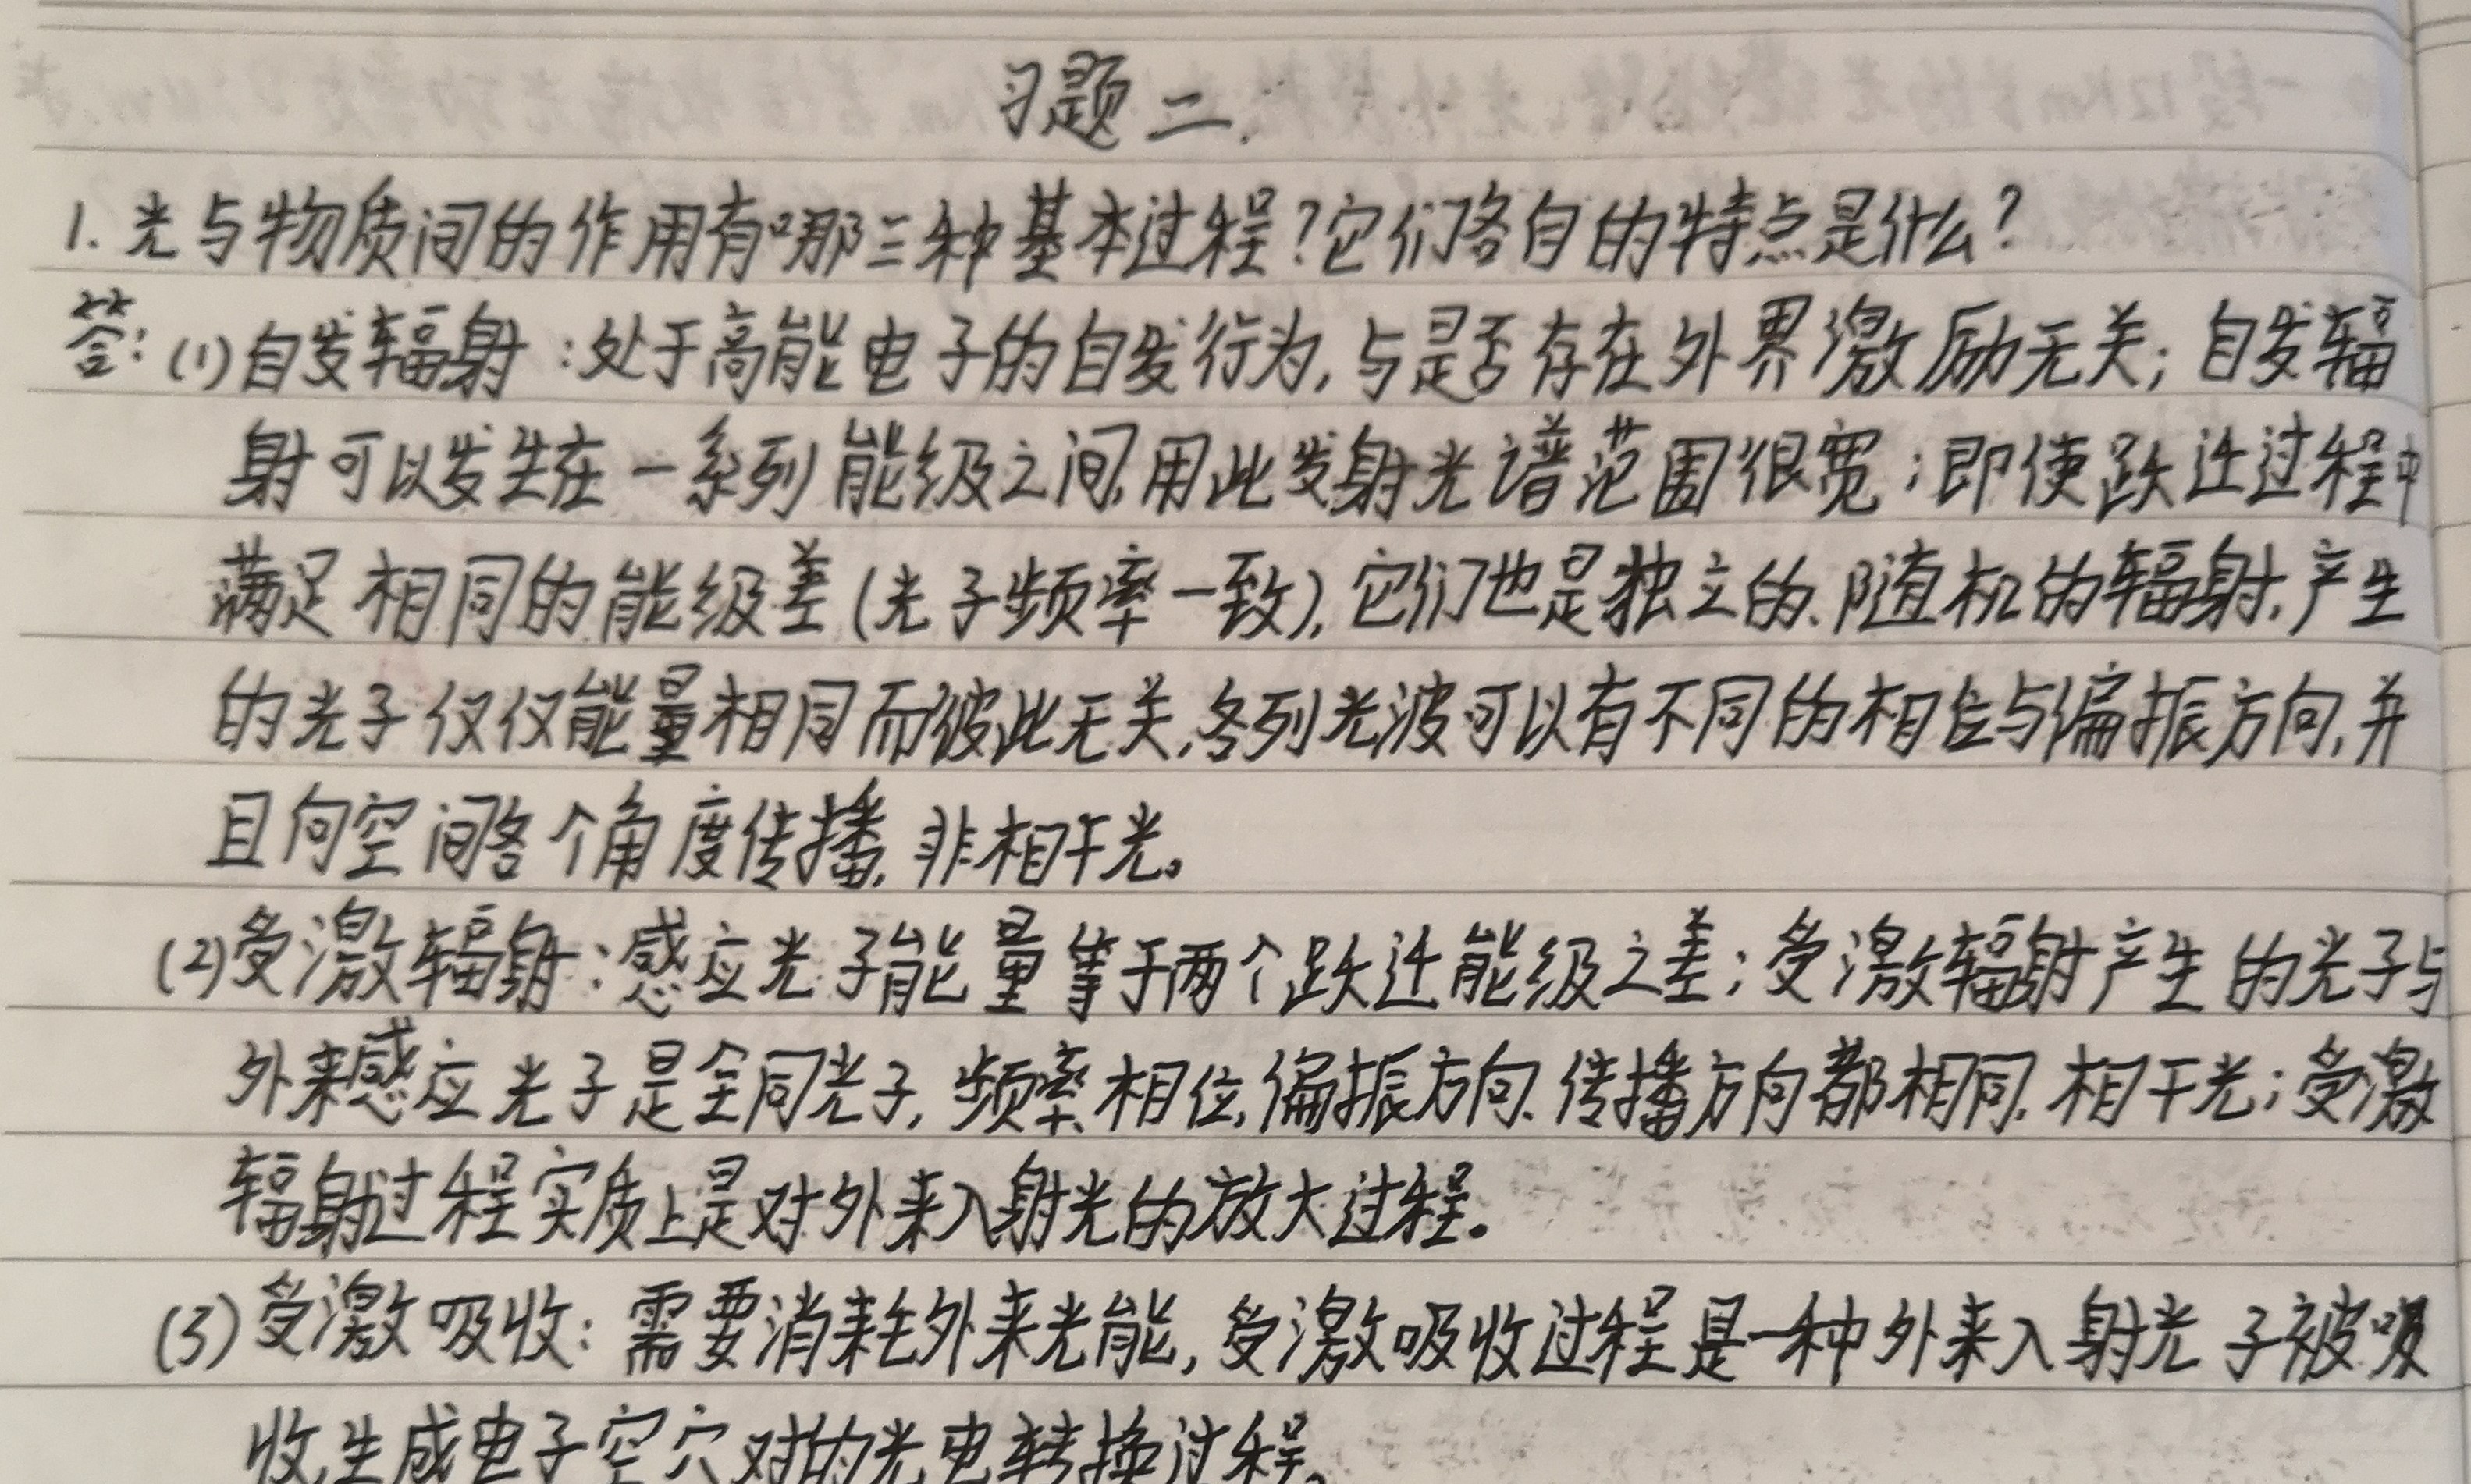 习题二.
1. 光与物质间的作用有哪三种基本过程?它们各自的特点是什么?
答: (1)自发辐射:处于高能电子的自发行为,与是否存在外界激励无关;自发辐
射可以发生在一系列能级之间,用此发射光谱范围很宽;即使跃迁过程中
满足相同的能级差(光子频率一致),它们也是独立的、随机的辐射,产生
的光子仅仅能量相同而彼此无关,各列光波可以有不同的相位与偏振方向,并
且向空间各个角度传播,非相干光。
(2)受激辐射:感应光子能量等于两个跃迁能级之差;受激辐射产生的光子与
外来感应光子是全同光子,频率、相位、偏振方向、传播方向都相同,相干光;受激
辐射过程实质上是对外来入射光的放大过程。
(3)受激吸收:需要消耗外来光能,受激吸收过程是一种外来入射光子被吸
收,生成电子空穴对的光电转换过程。